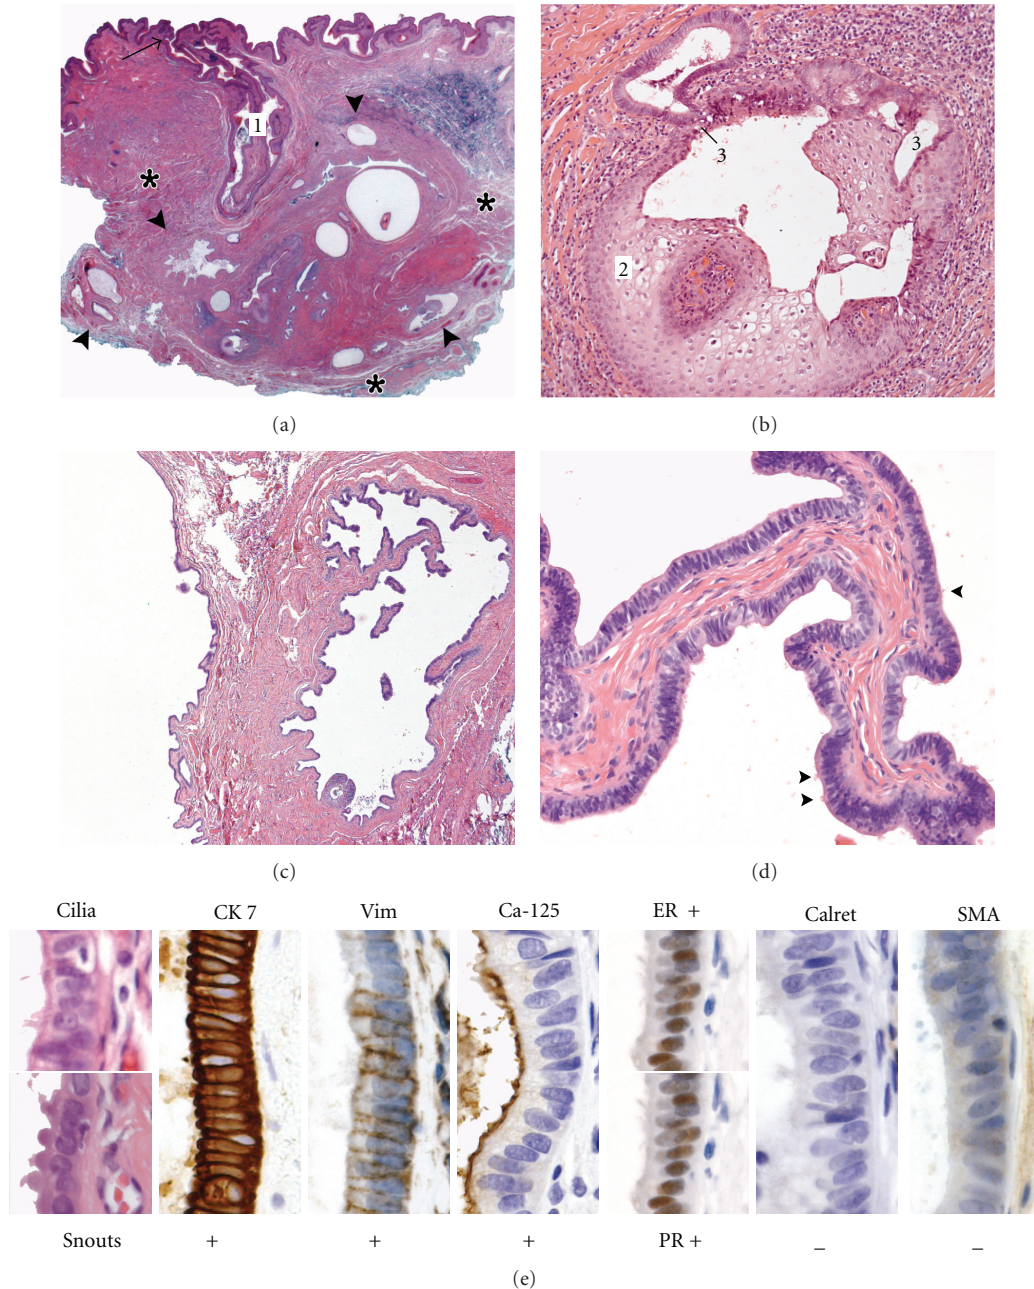 1
*
*
*
(a)
3
3
2
(b)
(c)
(d)
Cilia CK 7 Vim Ca-125 ER + Calret SMA
Snouts + + + PR + − −
(e)